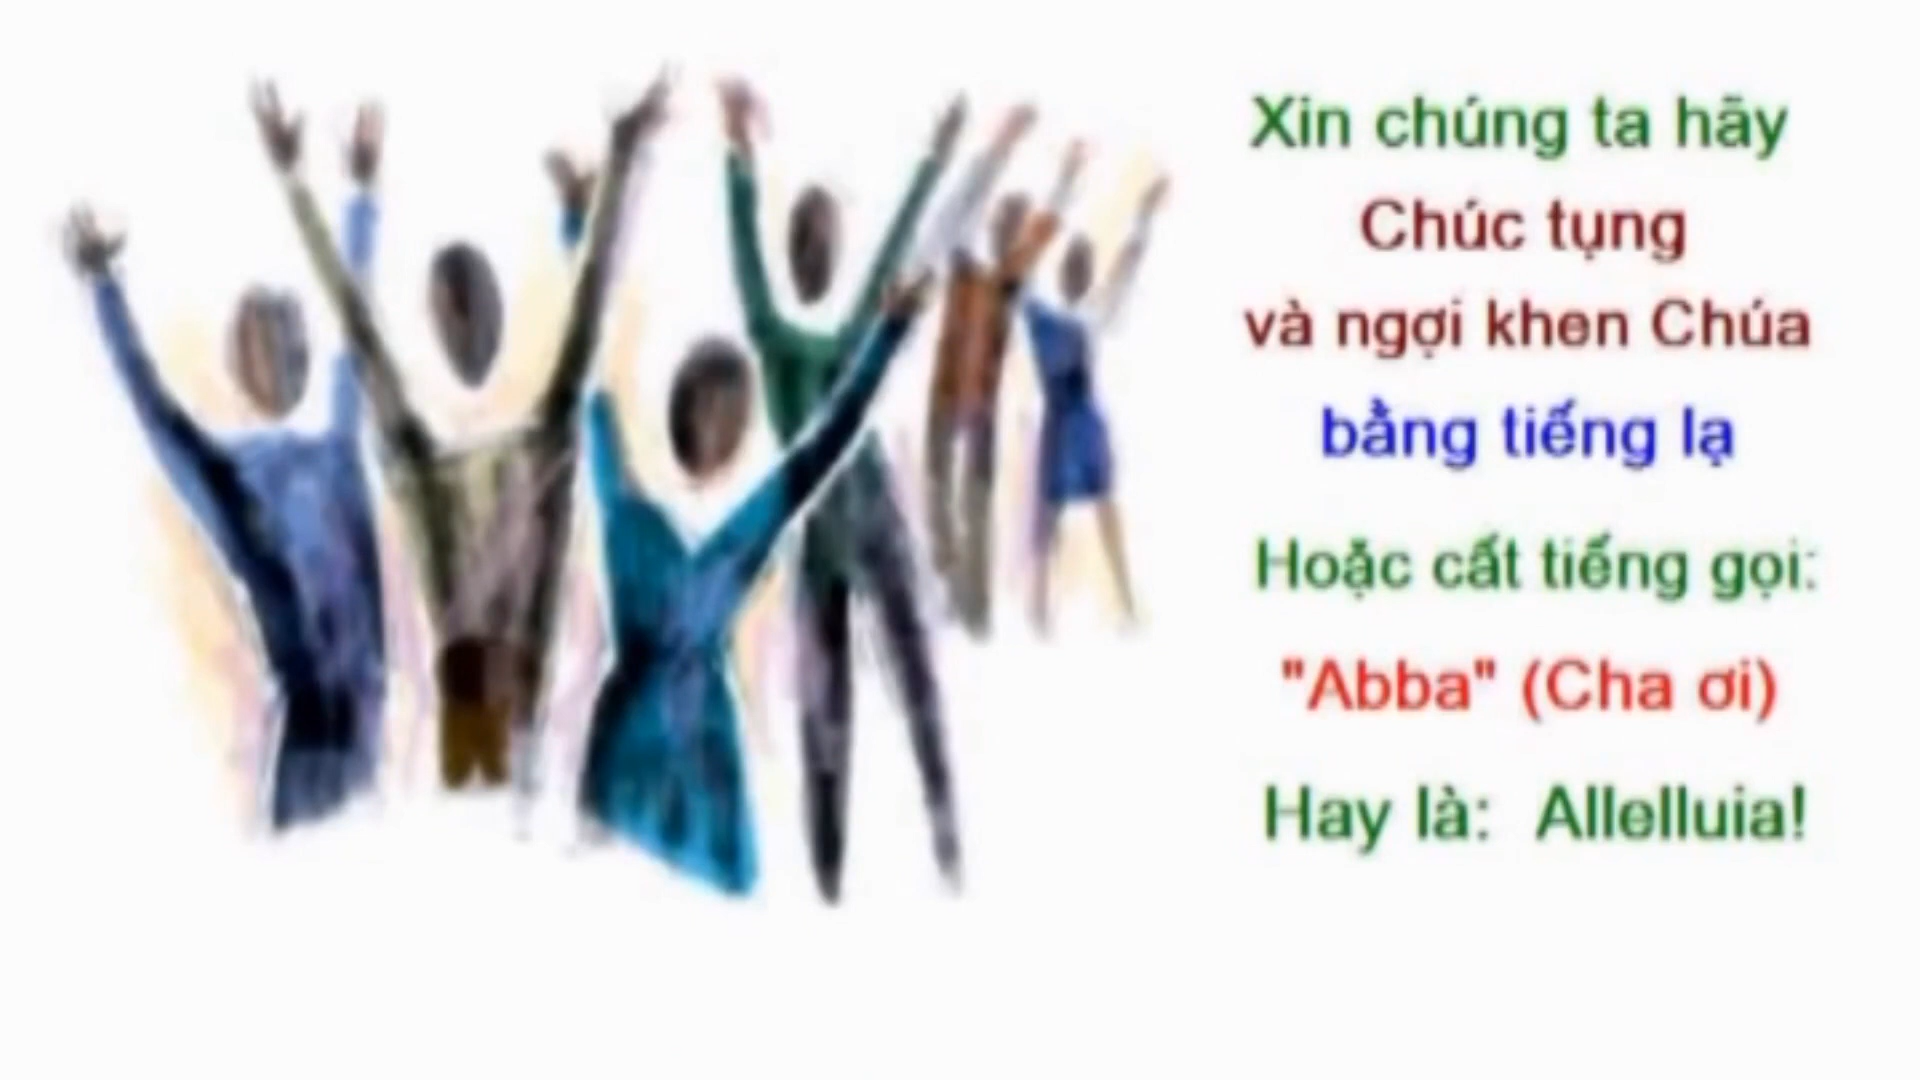 Xin chúng ta hãy
Chúc tụng
và ngợi khen Chúa
bằng tiếng lạ
Hoặc cất tiếng gọi:
"Abba" (Cha ơi)
Hay là: Allelluia!